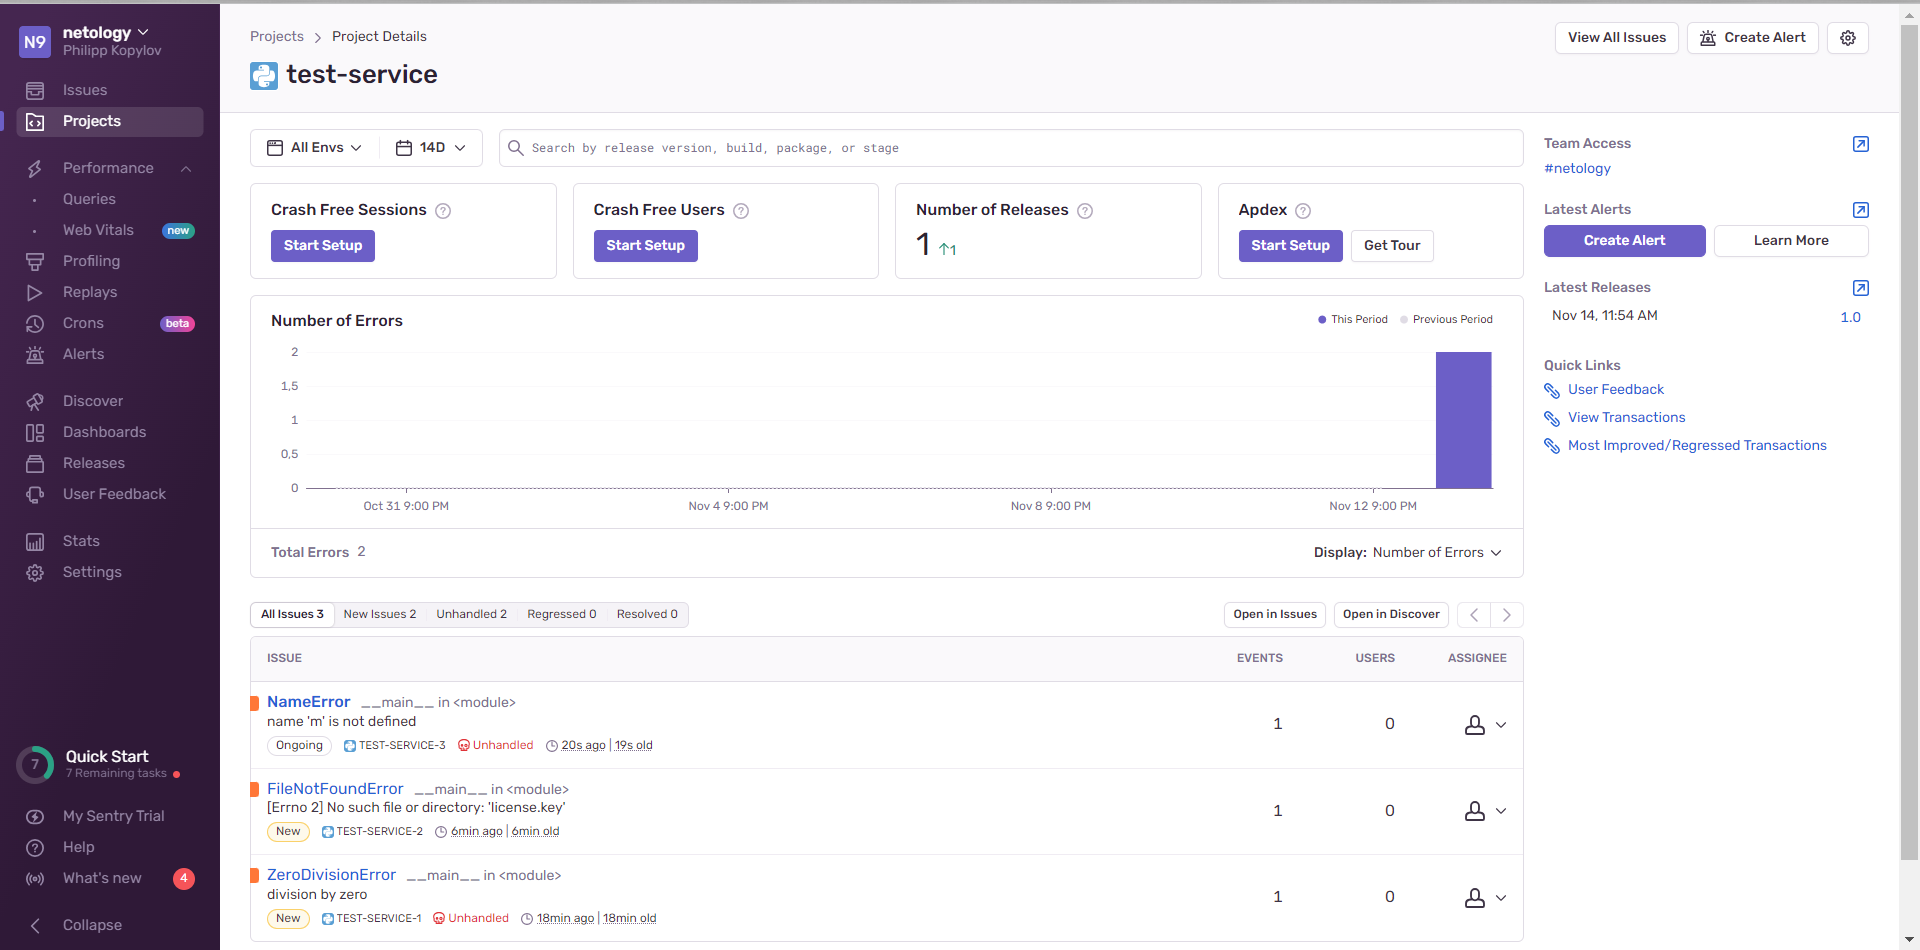 N9
netology
Philipp Kopylov
Issues
Projects
Performance
Queries
Web Vitals new
Profiling
Replays
Crons beta
Alerts
Discover
Dashboards
Releases
User Feedback
Stats
Settings
7
Quick Start
7 Remaining tasks
My Sentry Trial
Help
What's new 4
Collapse
Projects > Project Details
test-service
View All Issues
Create Alert
All Envs
14D
Search by release version, build, package, or stage
Crash Free Sessions ?
Start Setup
Crash Free Users ?
Start Setup
Number of Releases ?
1 ↑1
Apdex ?
Start Setup
Get Tour
Number of Errors
This Period
Previous Period
2
1,5
1
0,5
0
Oct 31 9:00 PM
Nov 4 9:00 PM
Nov 8 9:00 PM
Nov 12 9:00 PM
Total Errors 2
Display: Number of Errors
All Issues 3
New Issues 2
Unhandled 2
Regressed 0
Resolved 0
Open in Issues
Open in Discover
ISSUE EVENTS USERS ASSIGNEE
NameError __main__ in <module>
name 'm' is not defined
Ongoing TEST-SERVICE-3 Unhandled 20s ago | 19s old
1 0
FileNotFoundError __main__ in <module>
[Errno 2] No such file or directory: 'license.key'
New TEST-SERVICE-2 6min ago | 6min old
1 0
ZeroDivisionError __main__ in <module>
division by zero
New TEST-SERVICE-1 Unhandled 18min ago | 18min old
1 0
Team Access
#netology
Latest Alerts
Create Alert
Learn More
Latest Releases
Nov 14, 11:54 AM 1.0
Quick Links
User Feedback
View Transactions
Most Improved/Regressed Transactions